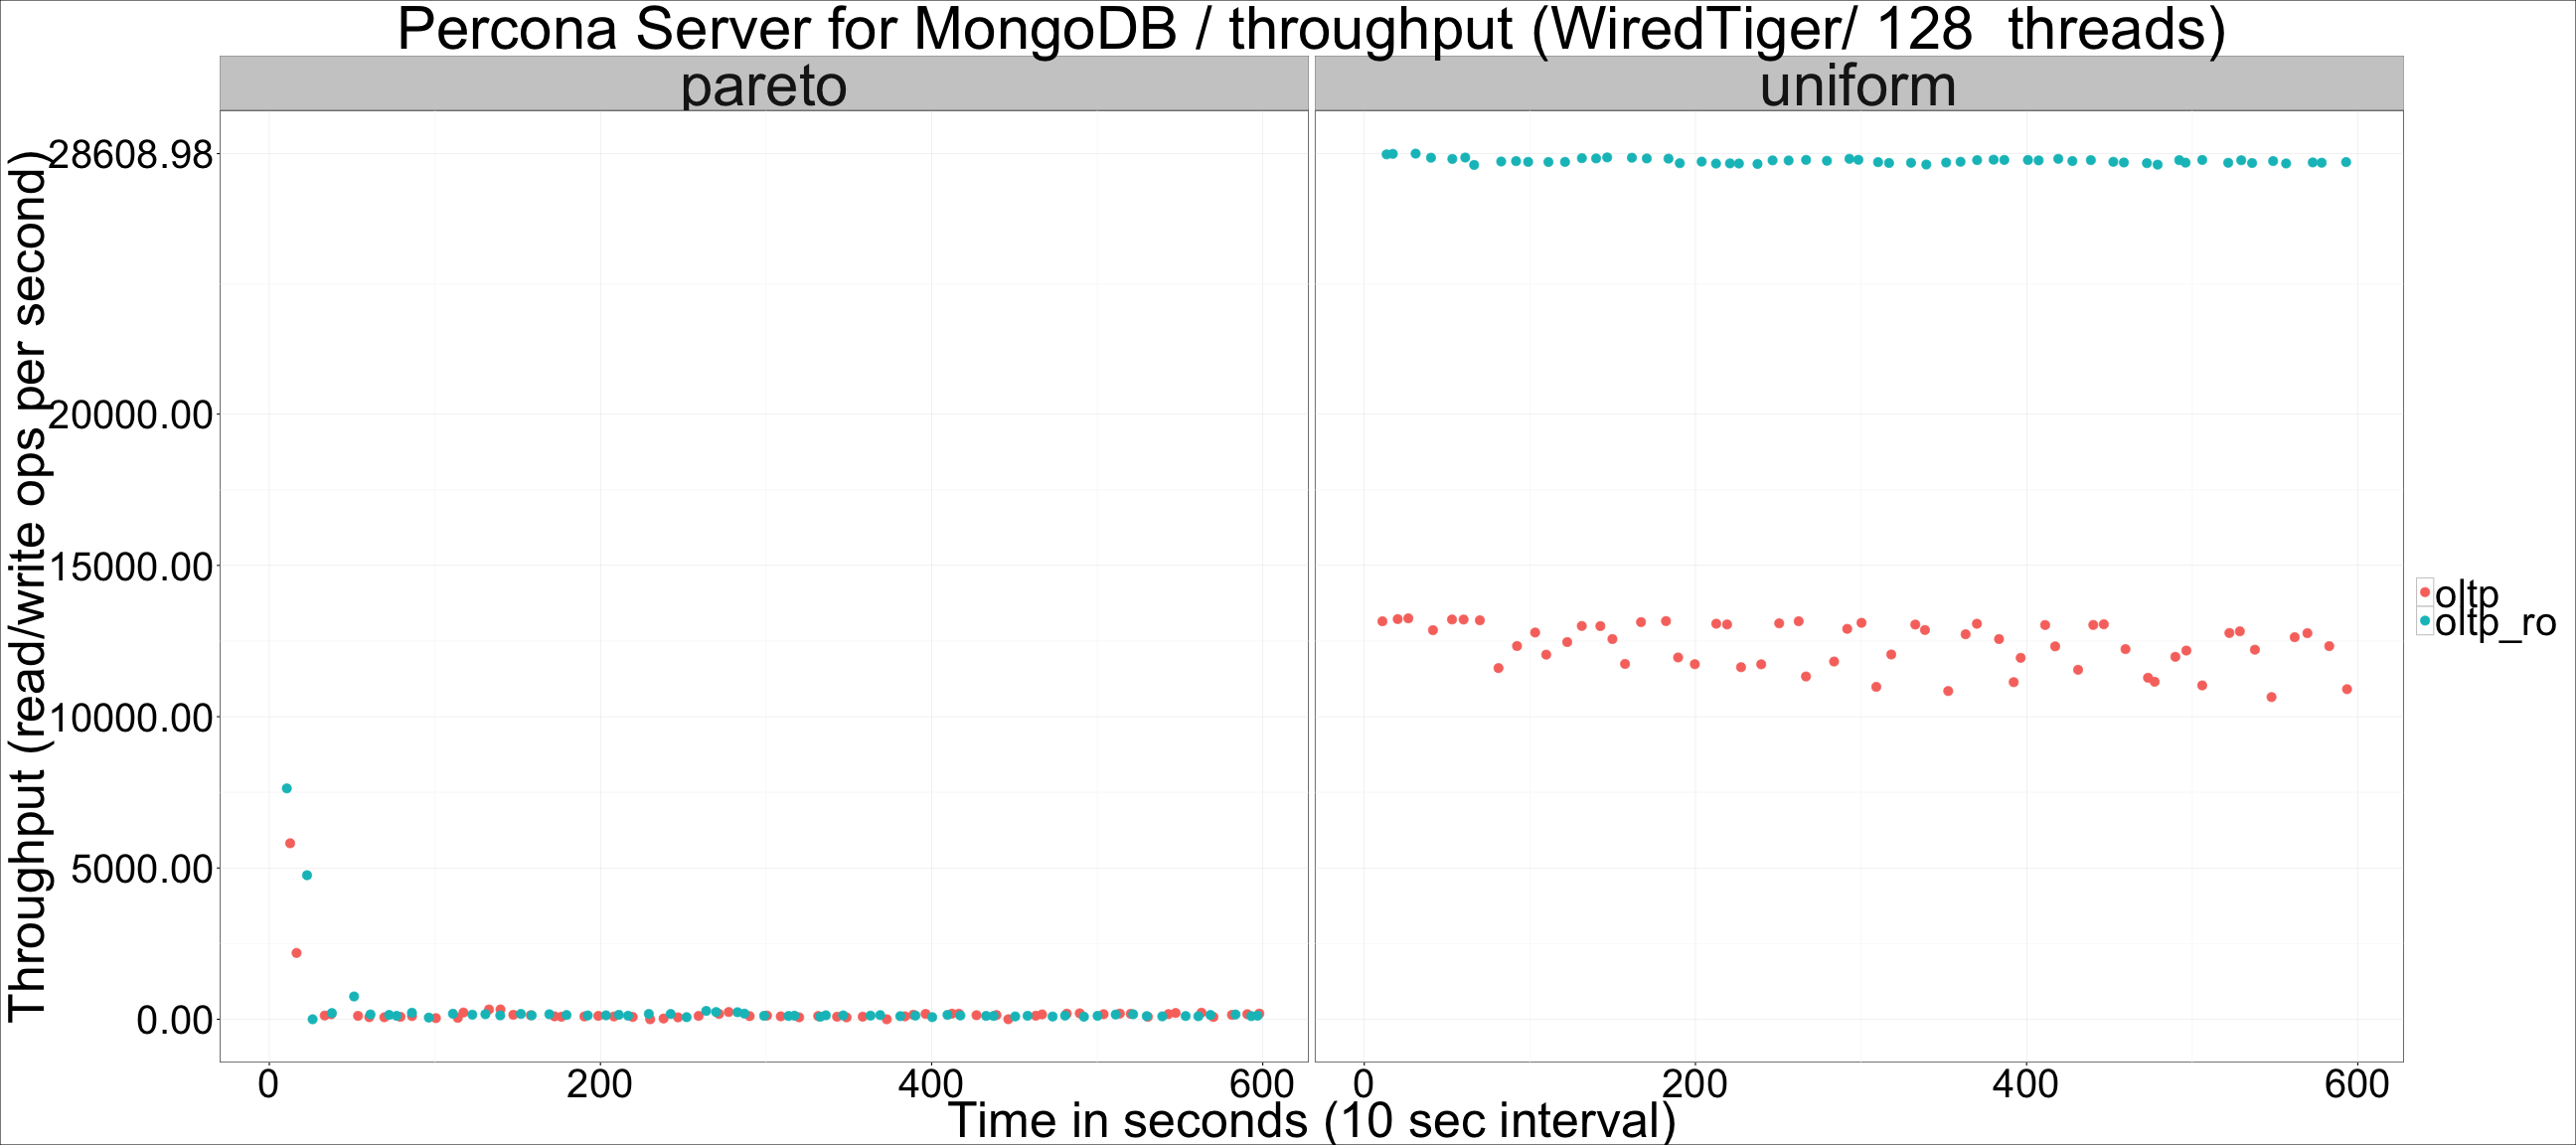 Percona Server for MongoDB / throughput (WiredTiger/ 128  threads)
pareto
uniform
Throughput (read/write ops per second)
28608.98
20000.00
15000.00
10000.00
5000.00
0.00
oltp
oltp_ro
0 200 400 600
0 200 400 600
Time in seconds (10 sec interval)